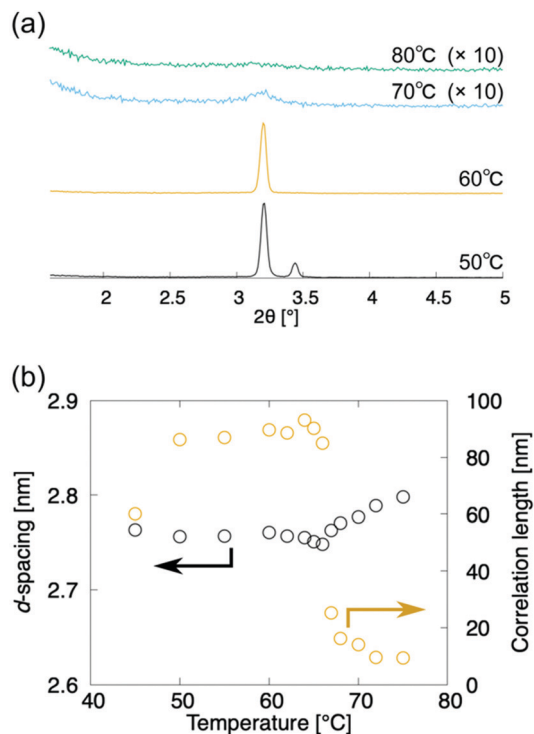 (a)
80°C (× 10)
70°C (× 10)
60°C
50°C
2 2.5 3 3.5 4 4.5 5
2θ [°]
(b)
2.9 100
80
2.8 60
40
2.7
20
2.6 0
40 50 60 70 80
d-spacing [nm]
Correlation length [nm]
Temperature [°C]